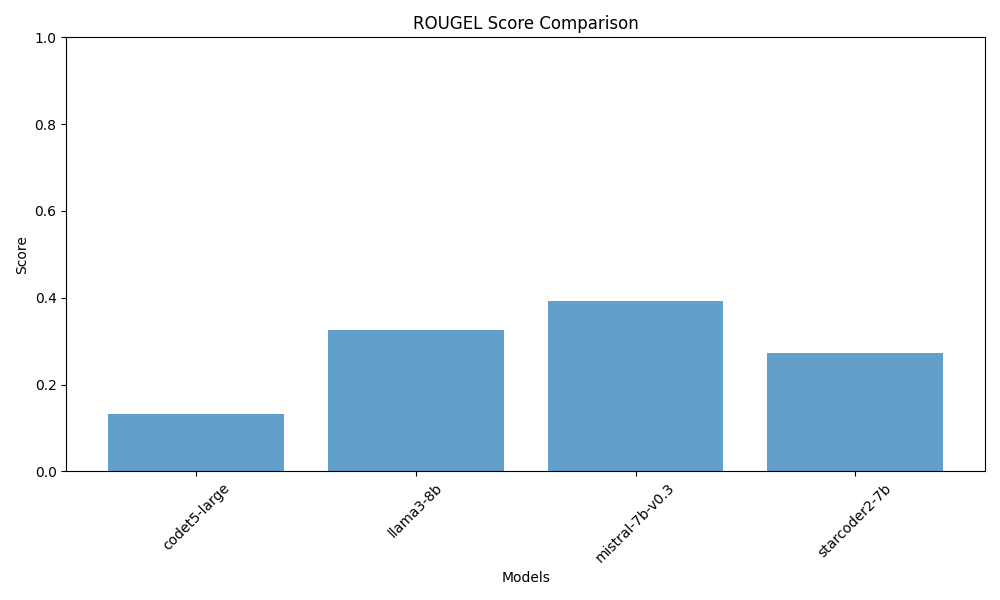 ROUGEL Score Comparison
1.0
0.8
0.6
0.4
0.2
0.0
Score
codet5-large
llama3-8b
mistral-7b-v0.3
starcoder2-7b
Models